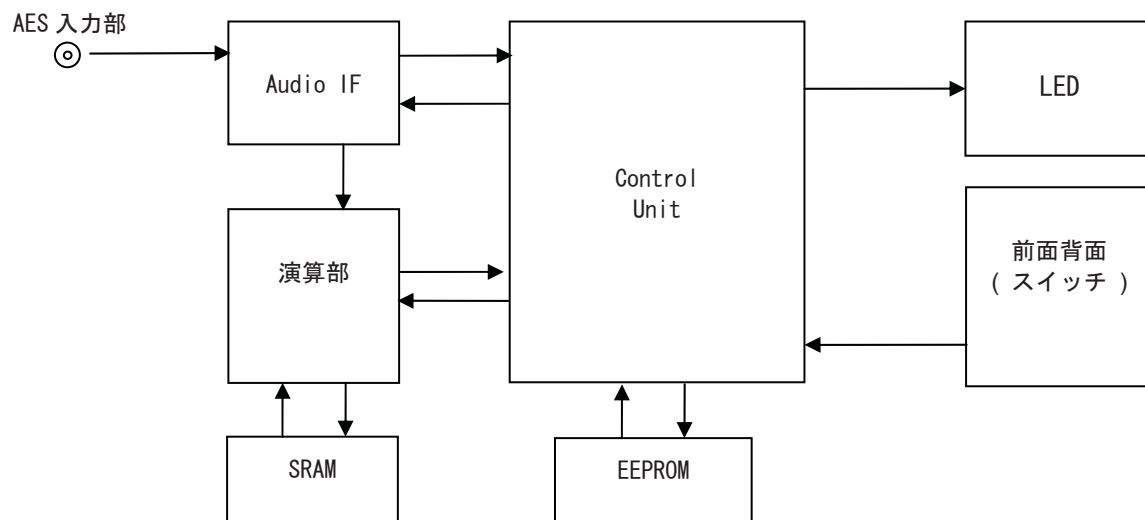 AES 入力部
Audio IF
Control
Unit
LED
演算部
前面背面
( スイッチ )
SRAM
EEPROM